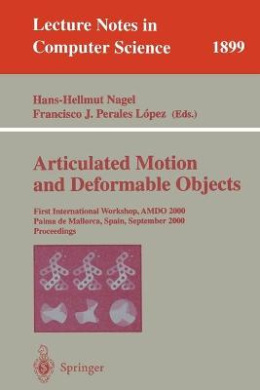 Lecture Notes in
Computer Science 1899
Hans-Hellmut Nagel
Francisco J. Perales López (Eds.)
Articulated Motion
and Deformable Objects
First International Workshop, AMDO 2000
Palma de Mallorca, Spain, September 2000
Proceedings
Springer